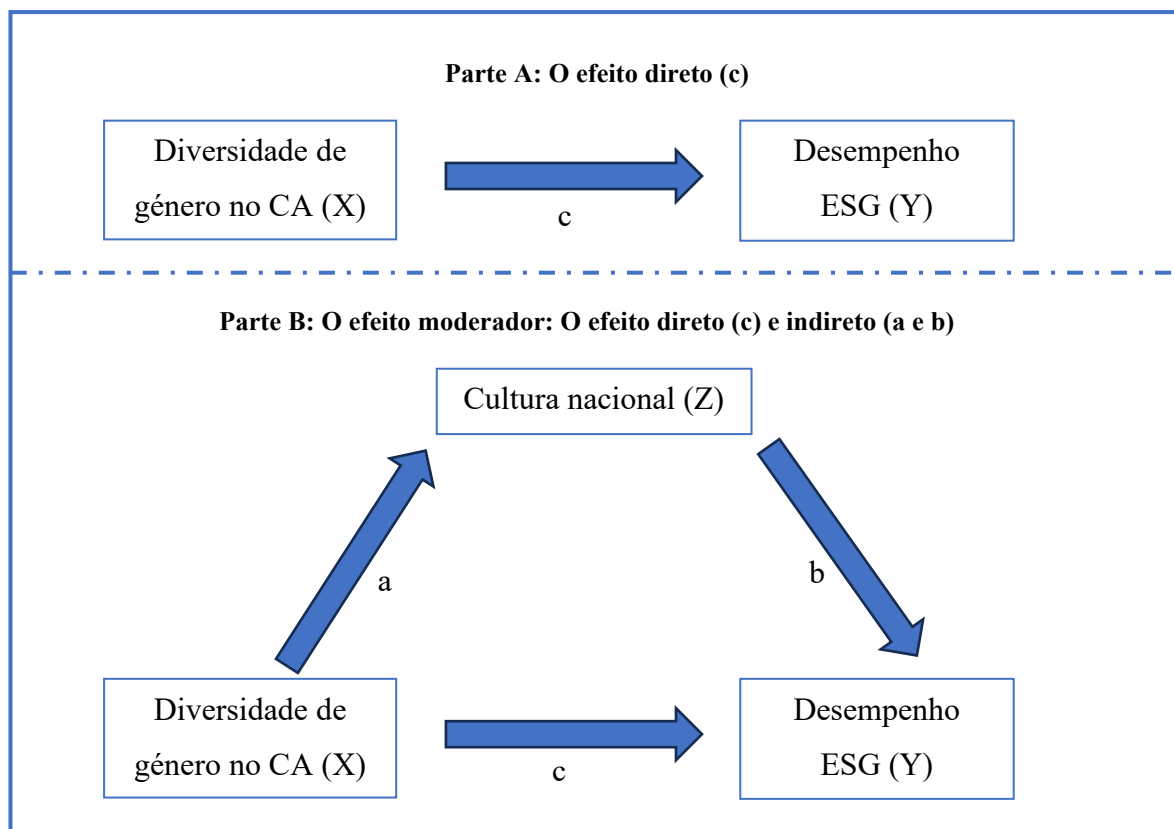 Parte A: O efeito direto (c)
Diversidade de
género no CA (X)
c
Desempenho
ESG (Y)
Parte B: O efeito moderador: O efeito direto (c) e indireto (a e b)
Cultura nacional (Z)
a
b
Diversidade de
género no CA (X)
c
Desempenho
ESG (Y)